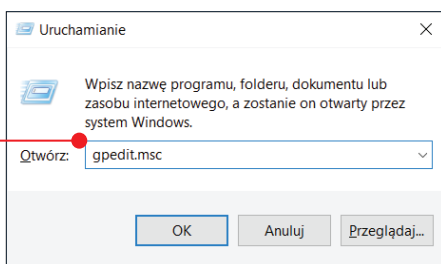 Uruchamianie
Wpisz nazwę programu, folderu, dokumentu lub
zasobu internetowego, a zostanie on otwarty przez
system Windows.
Otwórz: gpedit.msc
OK Anuluj Przeglądaj...